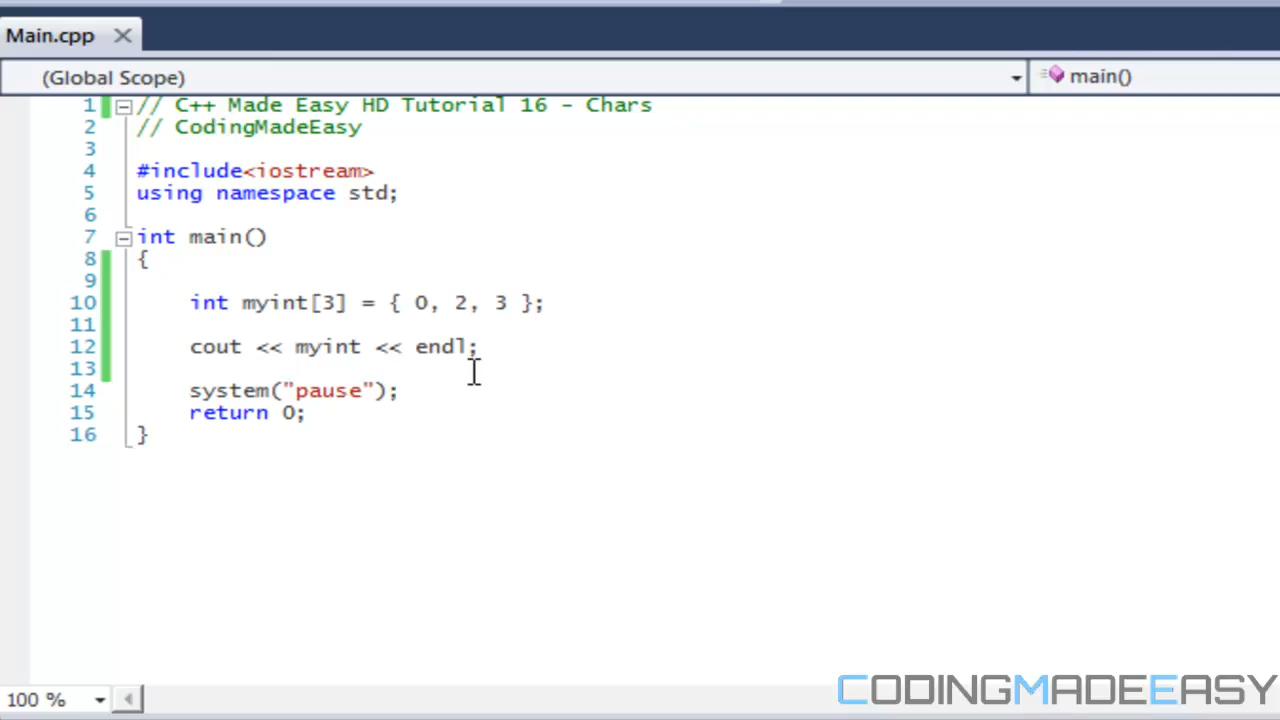 Main.cpp
(Global Scope) main()
1 // C++ Made Easy HD Tutorial 16 - Chars
2 // CodingMadeEasy
3
4 #include<iostream>
5 using namespace std;
6
7 int main()
8 {
9
10 int myint[3] = { 0, 2, 3 };
11
12 cout << myint << endl;
13
14 system("pause");
15 return 0;
16 }
100 %
CODINGMADEEASY